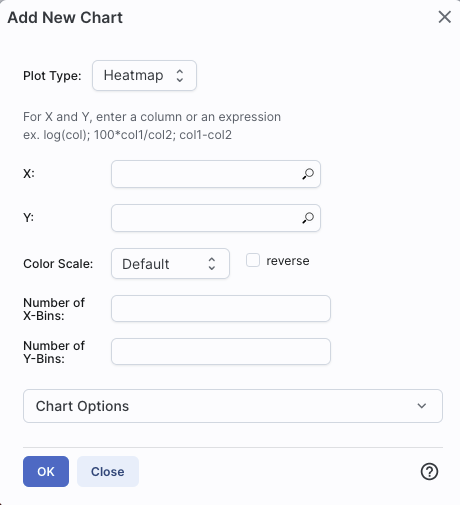 Add New Chart
Plot Type: Heatmap
For X and Y, enter a column or an expression
ex. log(col); 100*col1/col2; col1-col2
X:
Y:
Color Scale: Default reverse
Number of
X-Bins:
Number of
Y-Bins:
Chart Options
OK Close ?